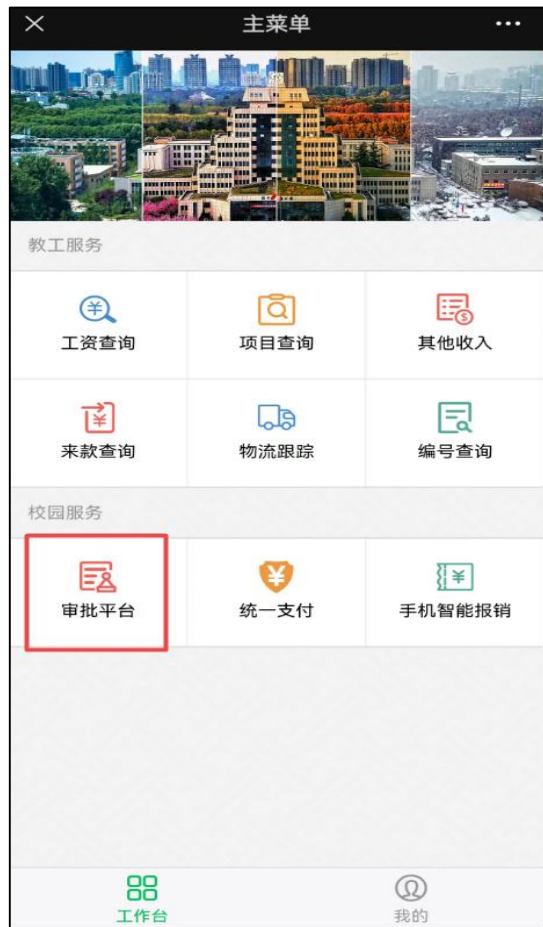 主菜单
教工服务
工资查询 项目查询 其他收入
来款查询 物流跟踪 编号查询
校园服务
审批平台 统一支付 手机智能报销
工作台 我的